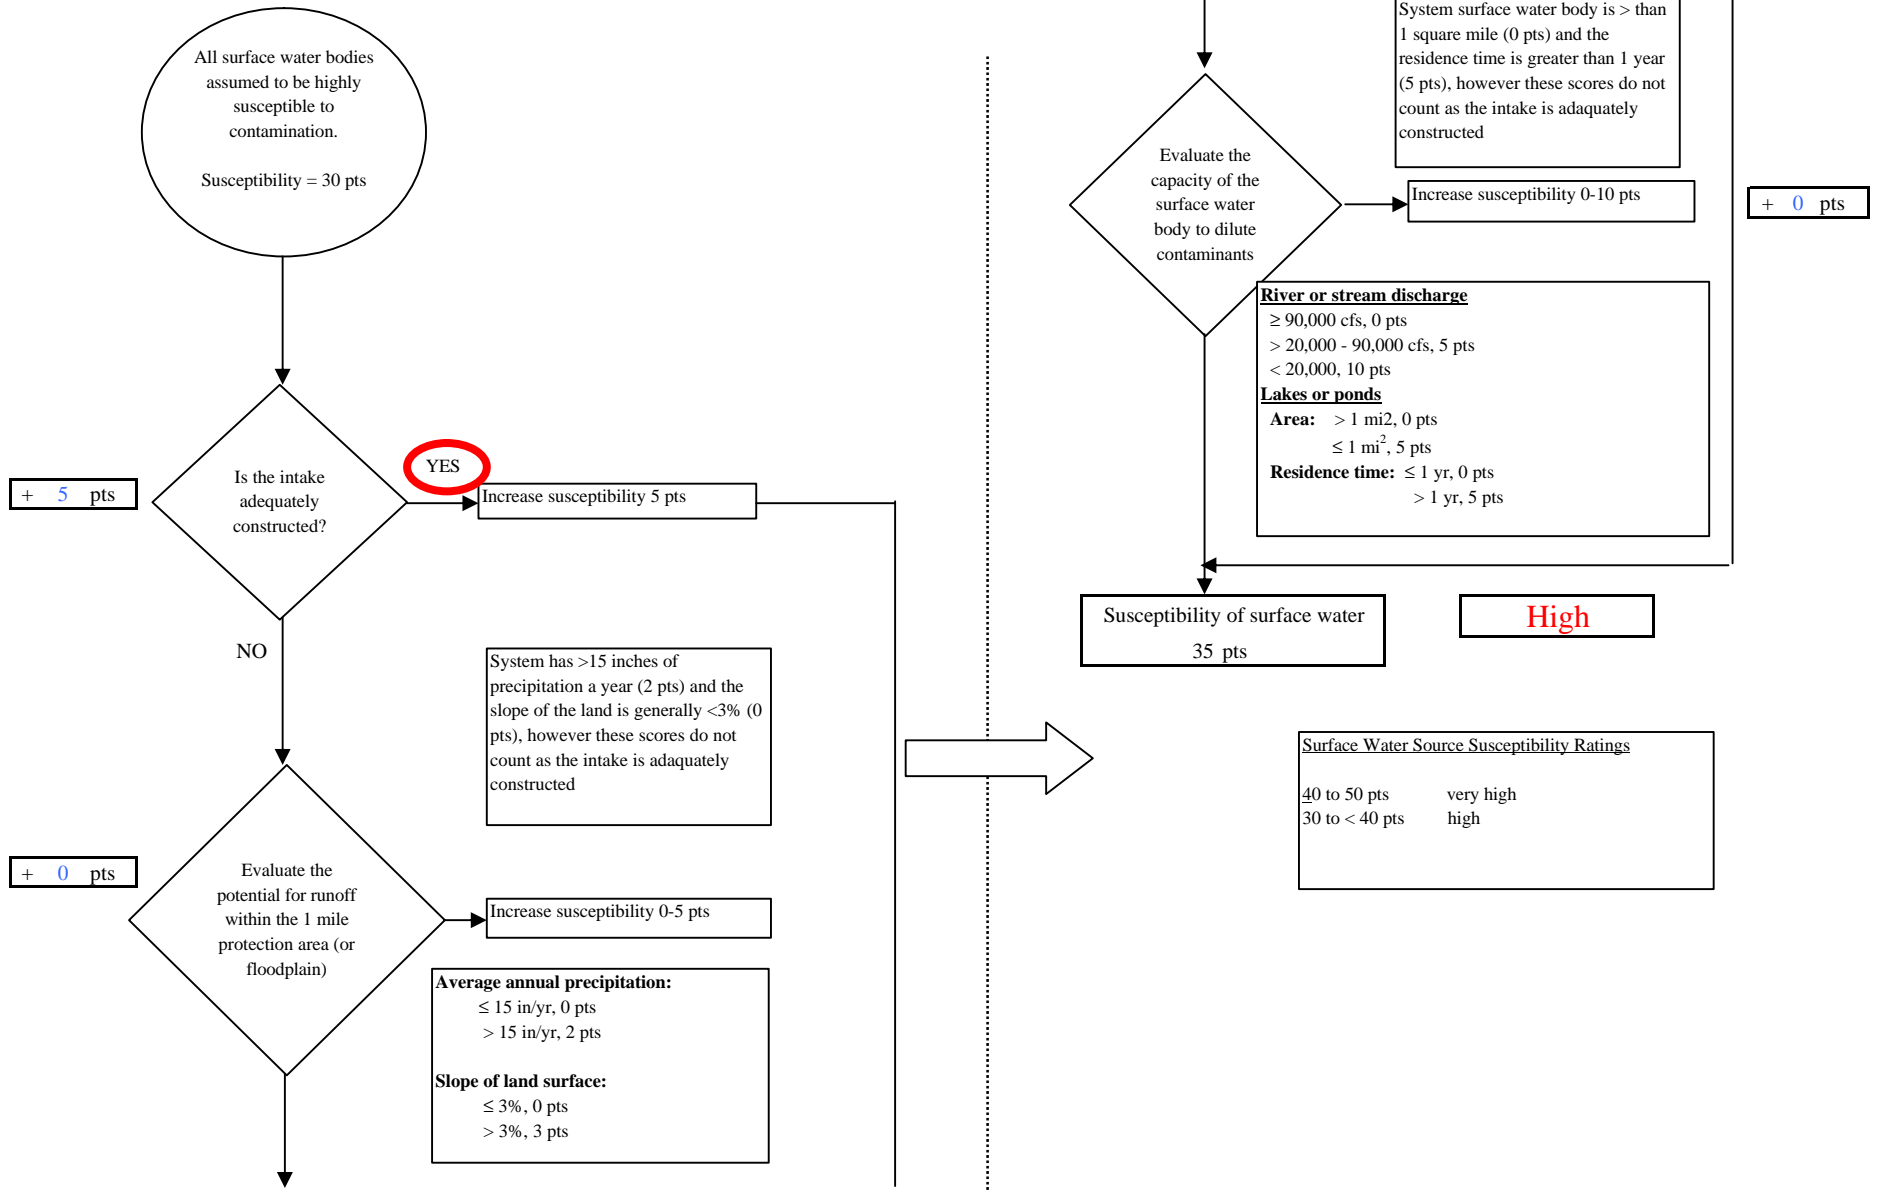 All surface water bodies
assumed to be highly
susceptible to
contamination.
Susceptibility = 30 pts
YES
Is the intake
adequately
constructed?
+ 5 pts
Increase susceptibility 5 pts
NO
System has >15 inches of
precipitation a year (2 pts) and the
slope of the land is generally <3% (0
pts), however these scores do not
count as the intake is adaquately
constructed
+ 0 pts
Evaluate the
potential for runoff
within the 1 mile
protection area (or
floodplain)
Increase susceptibility 0-5 pts
Average annual precipitation:
≤ 15 in/yr, 0 pts
> 15 in/yr, 2 pts
Slope of land surface:
≤ 3%, 0 pts
> 3%, 3 pts
System surface water body is > than
1 square mile (0 pts) and the
residence time is greater than 1 year
(5 pts), however these scores do not
count as the intake is adaquately
constructed
Evaluate the
capacity of the
surface water
body to dilute
contaminants
Increase susceptibility 0-10 pts
+ 0 pts
River or stream discharge
≥ 90,000 cfs, 0 pts
> 20,000 - 90,000 cfs, 5 pts
< 20,000, 10 pts
Lakes or ponds
Area: > 1 mi2, 0 pts
≤ 1 mi², 5 pts
Residence time: ≤ 1 yr, 0 pts
> 1 yr, 5 pts
Susceptibility of surface water
35 pts
High
Surface Water Source Susceptibility Ratings
40 to 50 pts very high
30 to < 40 pts high